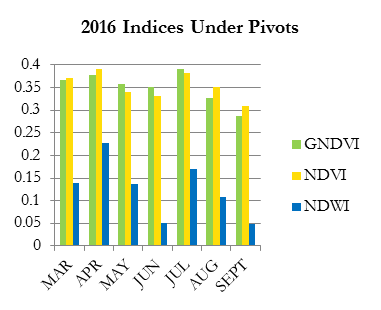 2016 Indices Under Pivots
0.4
0.35
0.3
0.25
0.2
0.15
0.1
0.05
0
MAR
APR
MAY
JUN
JUL
AUG
SEPT
GNDVI
NDVI
NDWI